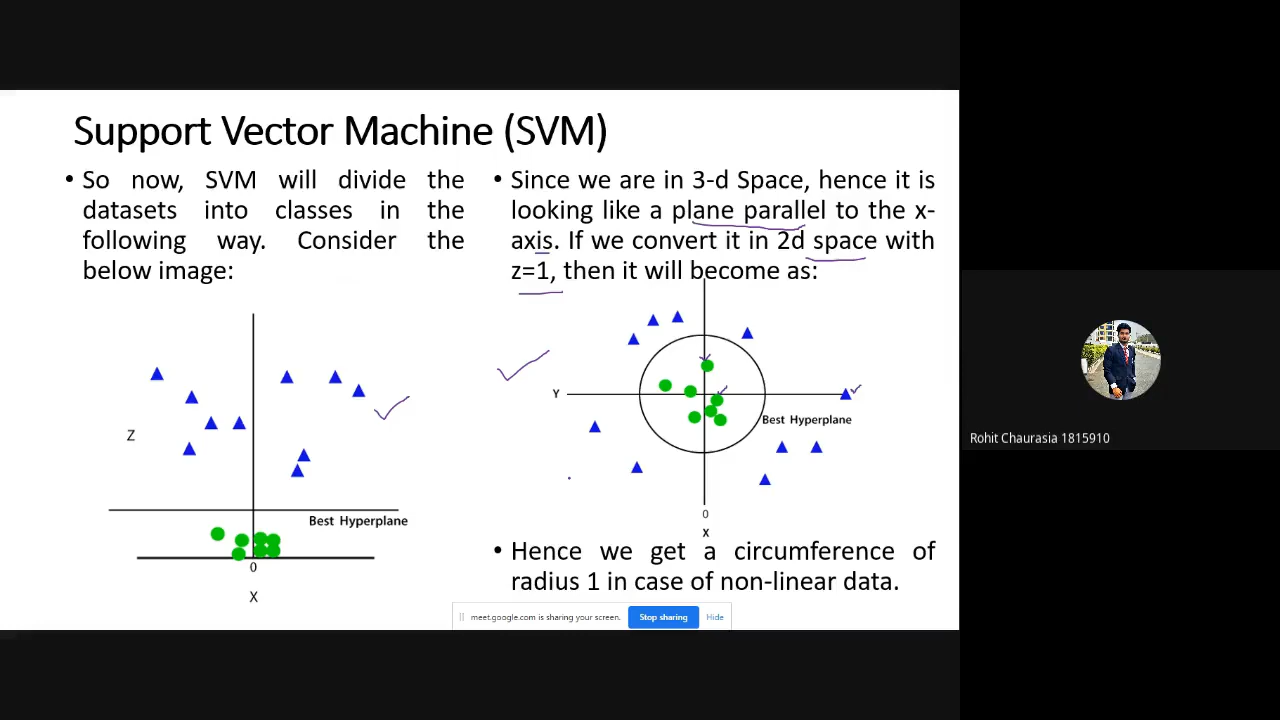 Support Vector Machine (SVM)
• So now, SVM will divide the
datasets into classes in the
following way. Consider the
below image:
Z
Best Hyperplane
0
X
• Since we are in 3-d Space, hence it is
looking like a plane parallel to the x-
axis. If we convert it in 2d space with
z=1, then it will become as:
Y
Best Hyperplane
0
X
• Hence we get a circumference of
radius 1 in case of non-linear data.
meet.google.com is sharing your screen.
Stop sharing
Hide
Rohit Chaurasia 1815910